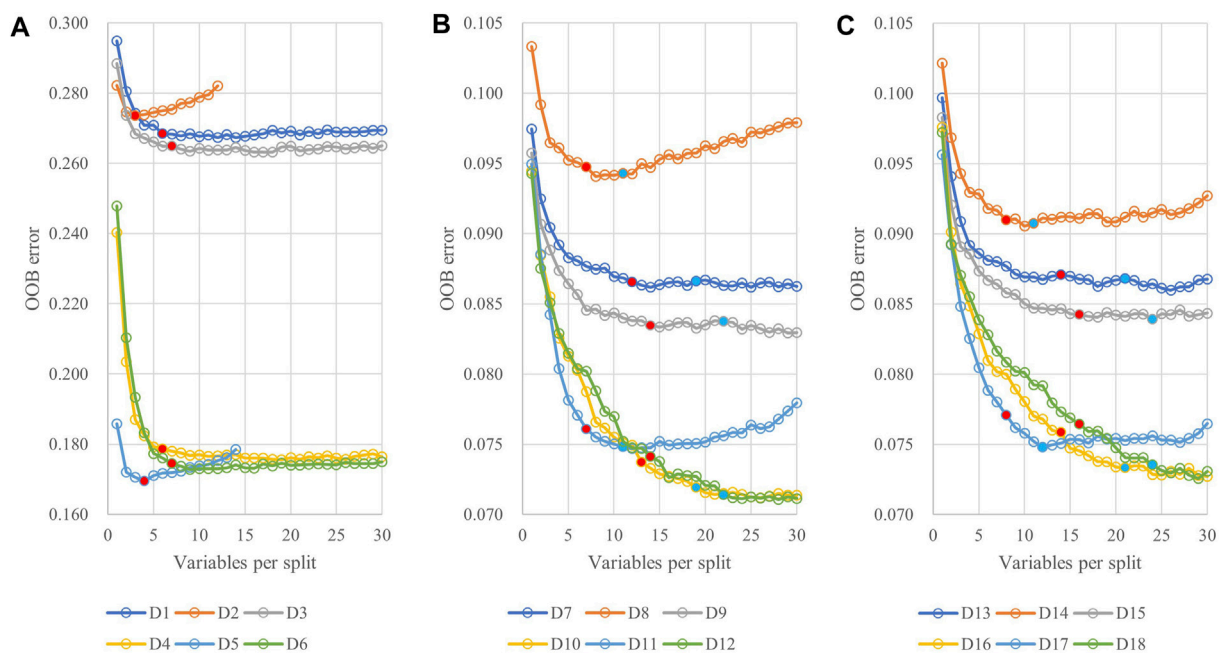 A
0.300
0.280
0.260
0.240
0.220
0.200
0.180
0.160
OOB error
0 5 10 15 20 25 30
Variables per split
D1 D2 D3
D4 D5 D6
B
0.105
0.100
0.095
0.090
0.085
0.080
0.075
0.070
OOB error
0 5 10 15 20 25 30
Variables per split
D7 D8 D9
D10 D11 D12
C
0.105
0.100
0.095
0.090
0.085
0.080
0.075
0.070
OOB error
0 5 10 15 20 25 30
Variables per split
D13 D14 D15
D16 D17 D18